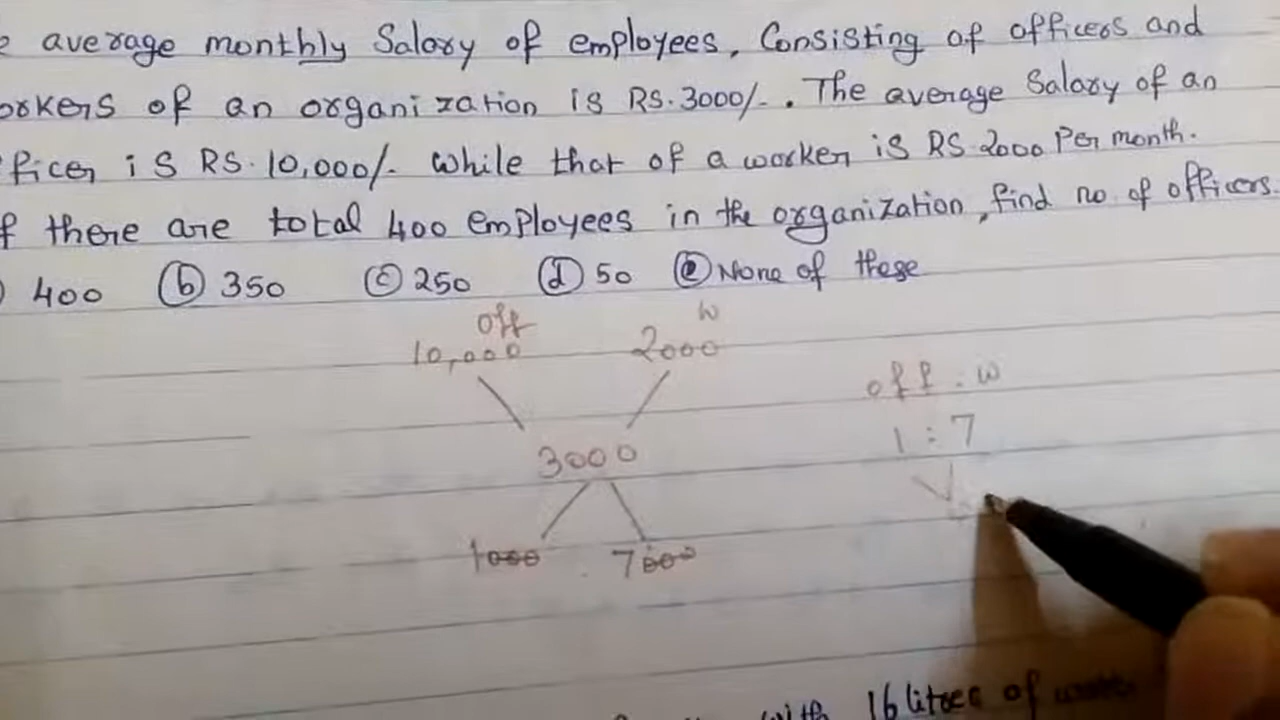 average monthly Salary of employees, Consisting of officers and
of an organization is RS. 3000/-. The average Salary of an
ficer is RS. 10,000/- While that of a worker is RS. 2000 Per month.
f there are total 400 employees in the organization, find no. of officers.
400 (b) 350 (c) 250 (d) 50 (e) None of these
Off W
10,000 2000
off : w
1 : 7
3000
1000 : 7000
with 16 litres of